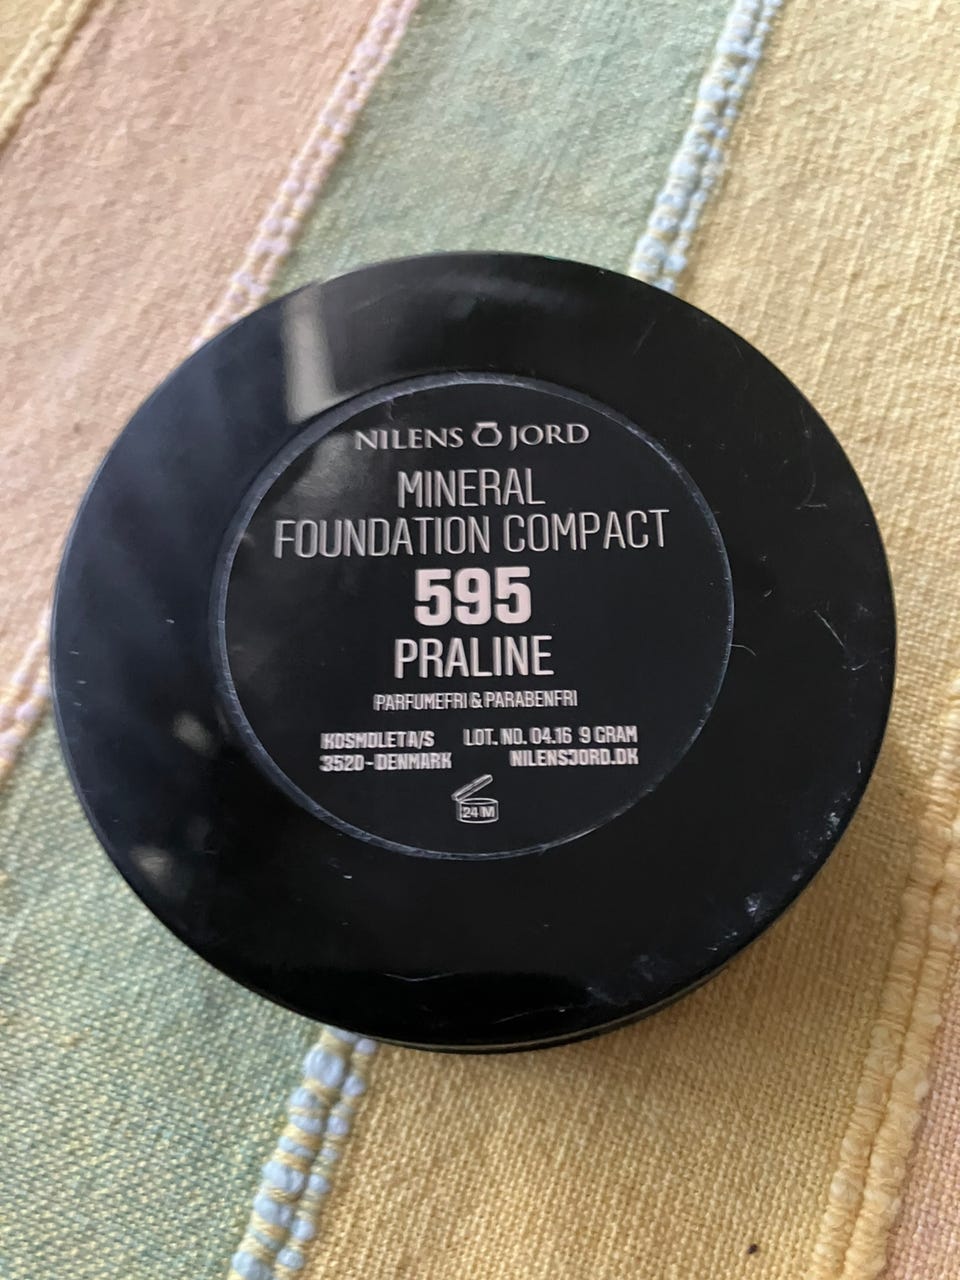 NILENS JORD
MINERAL
FOUNDATION COMPACT
595
PRALINE
PARFUMEFRI & PARABENFRI
KOSMOLET A/S LOT. NO. 04.16 9 GRAM
3520-DENMARK NILENSJORD.DK
24 M